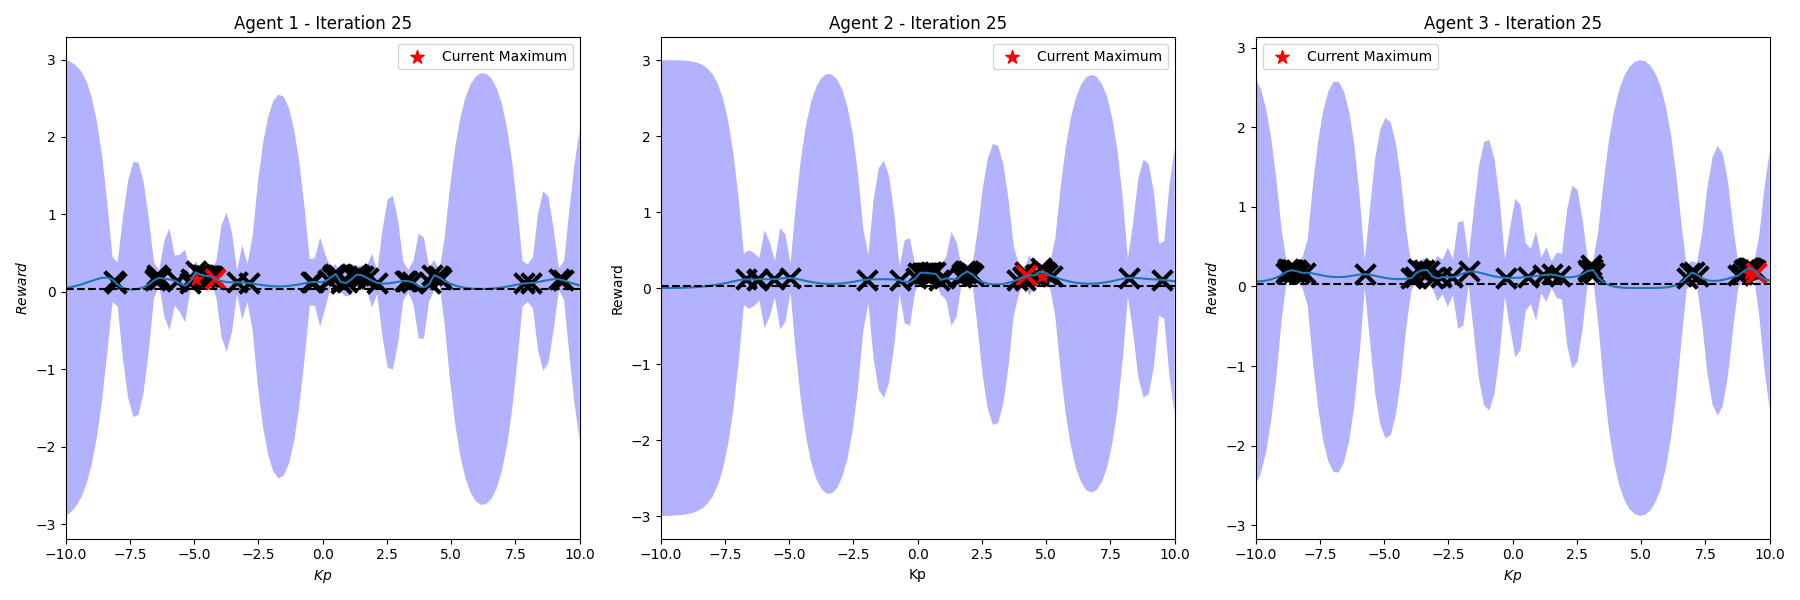 Agent 1 - Iteration 25
Current Maximum
Reward
3
2
1
0
−1
−2
−3
−10.0 −7.5 −5.0 −2.5 0.0 2.5 5.0 7.5 10.0
Kp
Agent 2 - Iteration 25
Current Maximum
Reward
3
2
1
0
−1
−2
−3
−10.0 −7.5 −5.0 −2.5 0.0 2.5 5.0 7.5 10.0
Kp
Agent 3 - Iteration 25
Current Maximum
Reward
3
2
1
0
−1
−2
−3
−10.0 −7.5 −5.0 −2.5 0.0 2.5 5.0 7.5 10.0
Kp